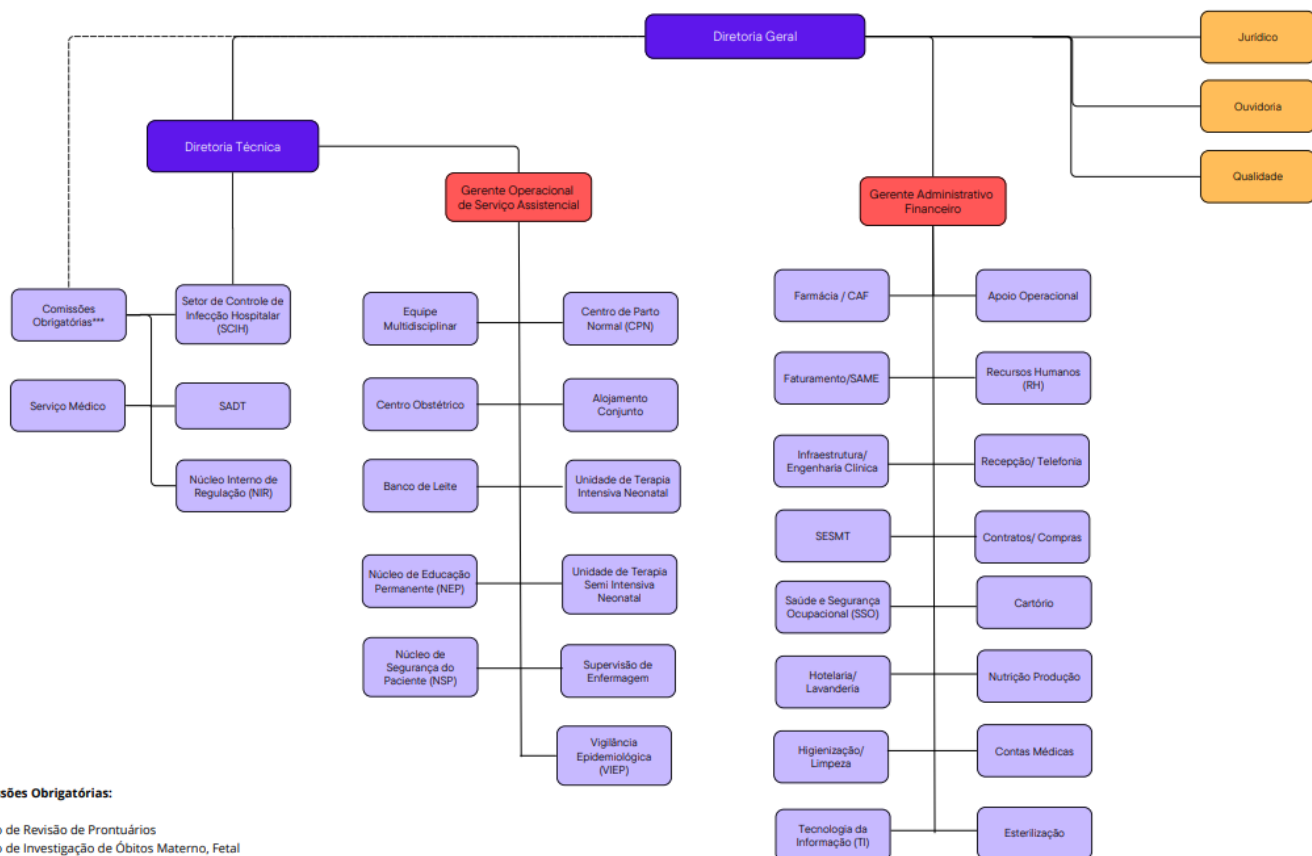 Diretoria Geral
Jurídico
Ouvidoria
Qualidade
Diretoria Técnica
Gerente Operacional
de Serviço Assistencial
Gerente Administrativo
Financeiro
Comissões
Obrigatórias***
Setor de Controle de
Infecção Hospitalar
(SCIH)
Serviço Médico
SADT
Núcleo Interno de
Regulação (NIR)
Equipe
Multidisciplinar
Centro de Parto
Normal (CPN)
Centro Obstétrico
Alojamento
Conjunto
Banco de Leite
Unidade de Terapia
Intensiva Neonatal
Núcleo de Educação
Permanente (NEP)
Unidade de Terapia
Semi Intensiva
Neonatal
Núcleo de
Segurança do
Paciente (NSP)
Supervisão de
Enfermagem
Vigilância
Epidemiológica
(VIEP)
Farmácia / CAF
Apoio Operacional
Faturamento/SAME
Recursos Humanos
(RH)
Infraestrutura/
Engenharia Clínica
Recepção/ Telefonia
SESMT
Contratos/ Compras
Saúde e Segurança
Ocupacional (SSO)
Cartório
Hotelaria/
Lavanderia
Nutrição Produção
Higienização/
Limpeza
Contas Médicas
Tecnologia da
Informação (TI)
Esterilização
sões Obrigatórias:
o de Revisão de Prontuários
o de Investigação de Óbitos Materno, Fetal